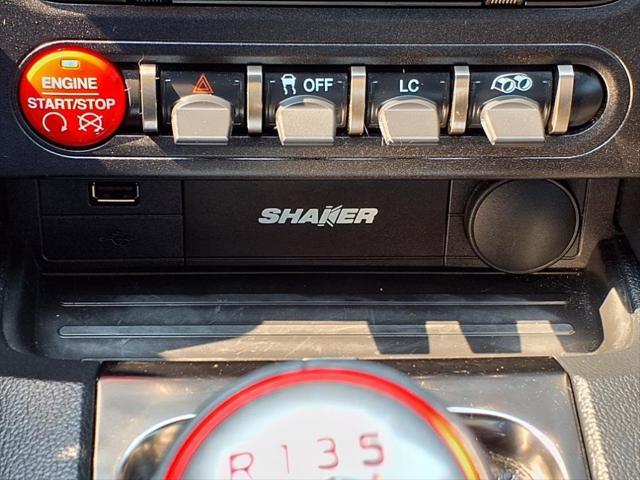 ENGINE
START/STOP
OFF
LC
SHAKER
R 1 3 5